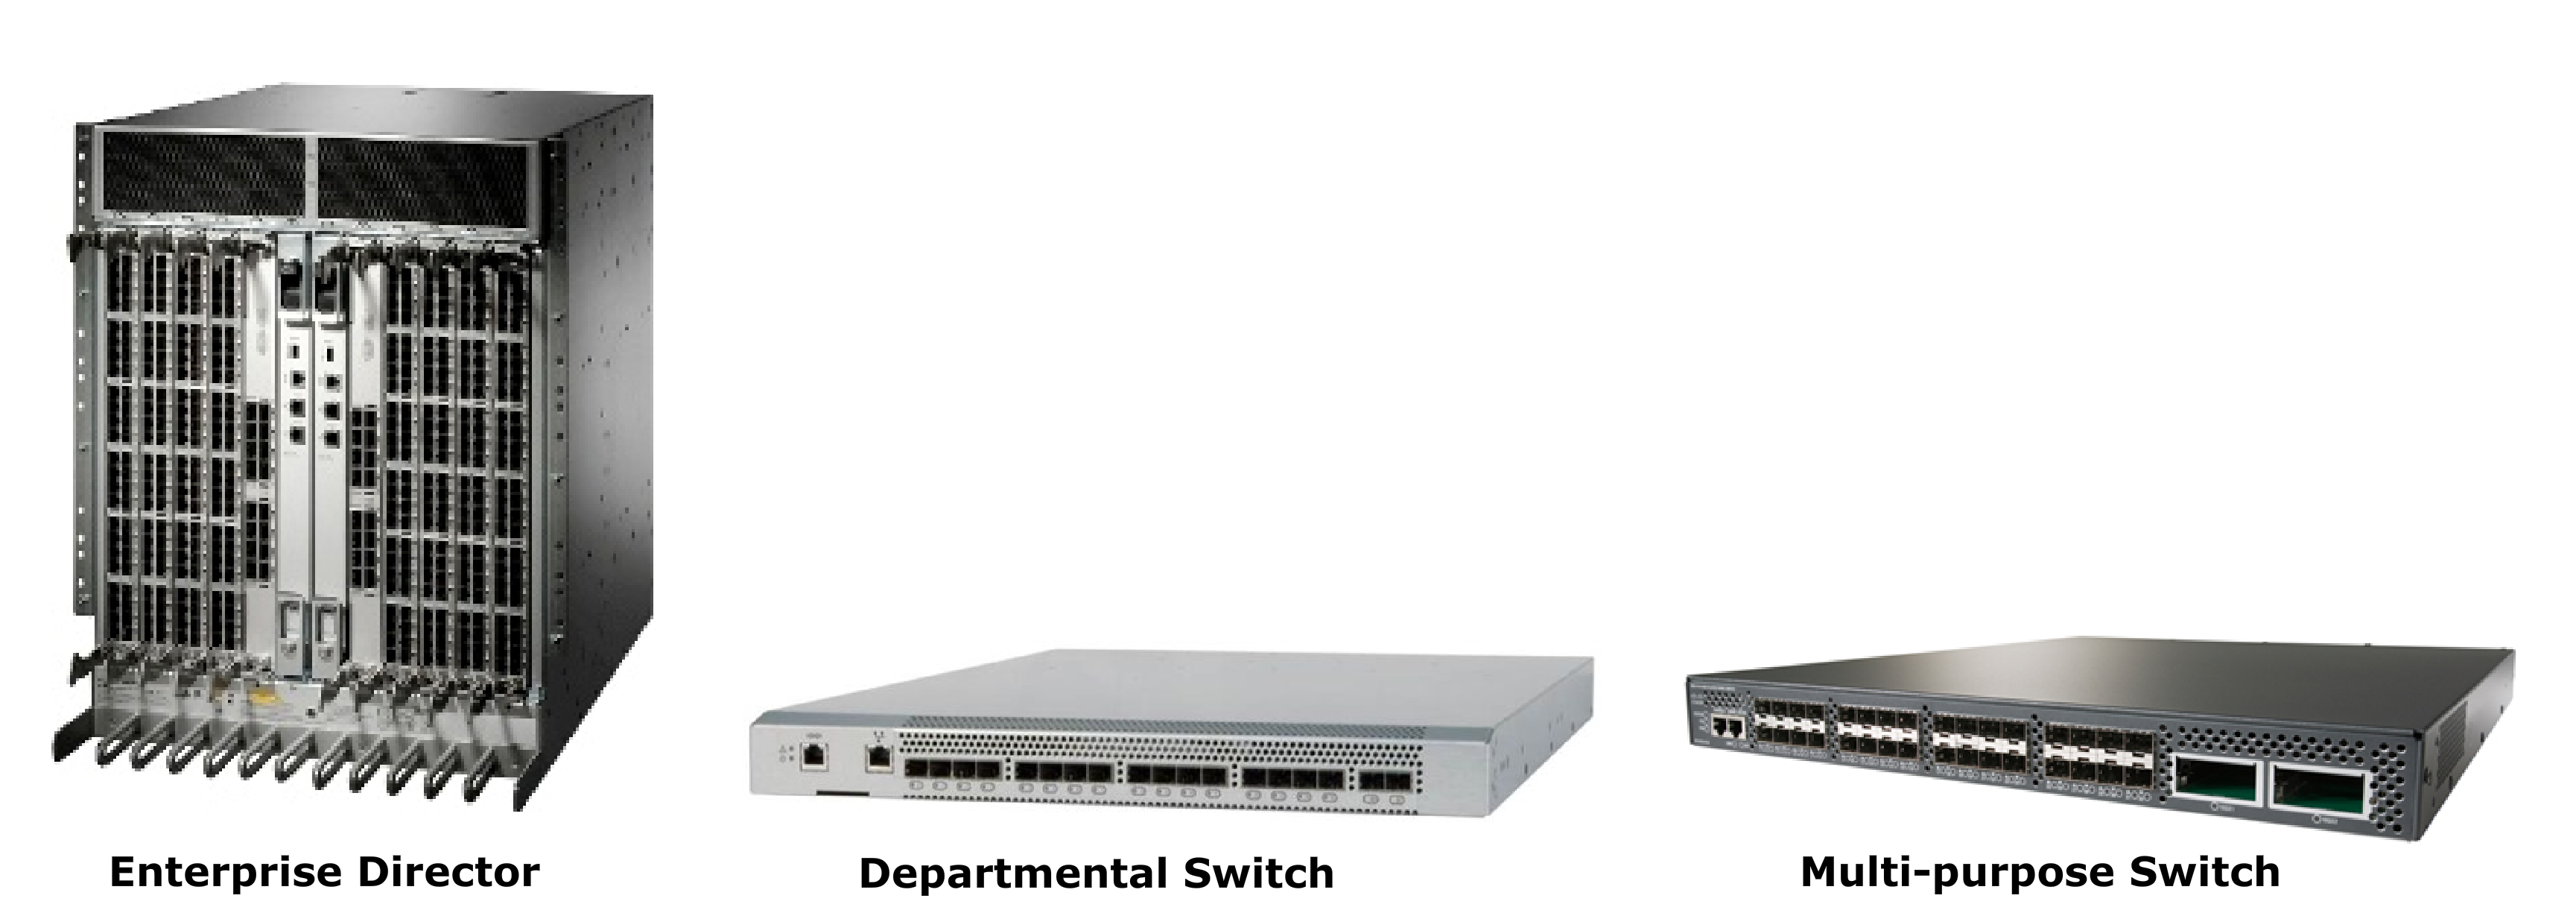 Enterprise Director
Departmental Switch
Multi-purpose Switch